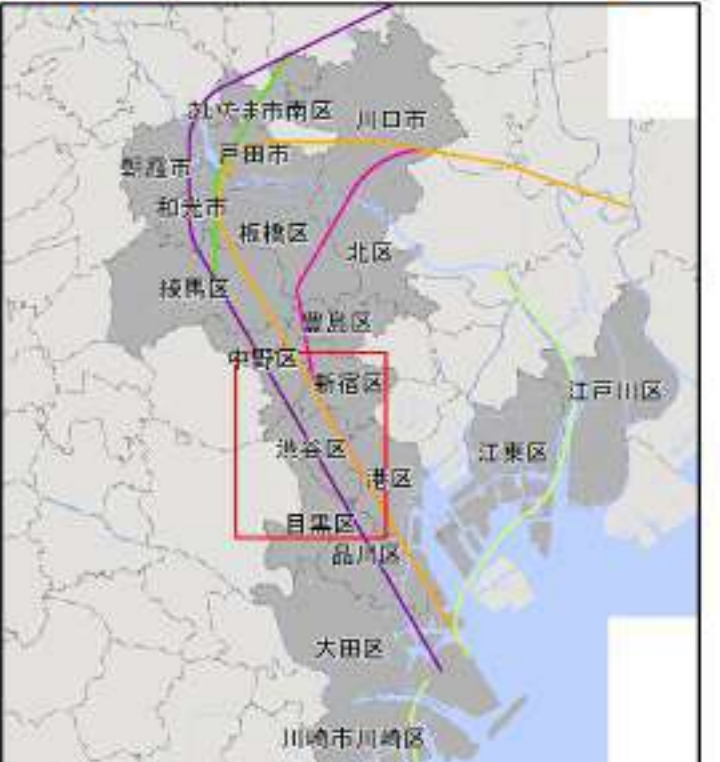 さいたま市南区
川口市
戸田市
朝霞市
和光市
板橋区
北区
練馬区
豊島区
中野区
新宿区
江戸川区
渋谷区
江東区
港区
目黒区
品川区
大田区
川崎市川崎区